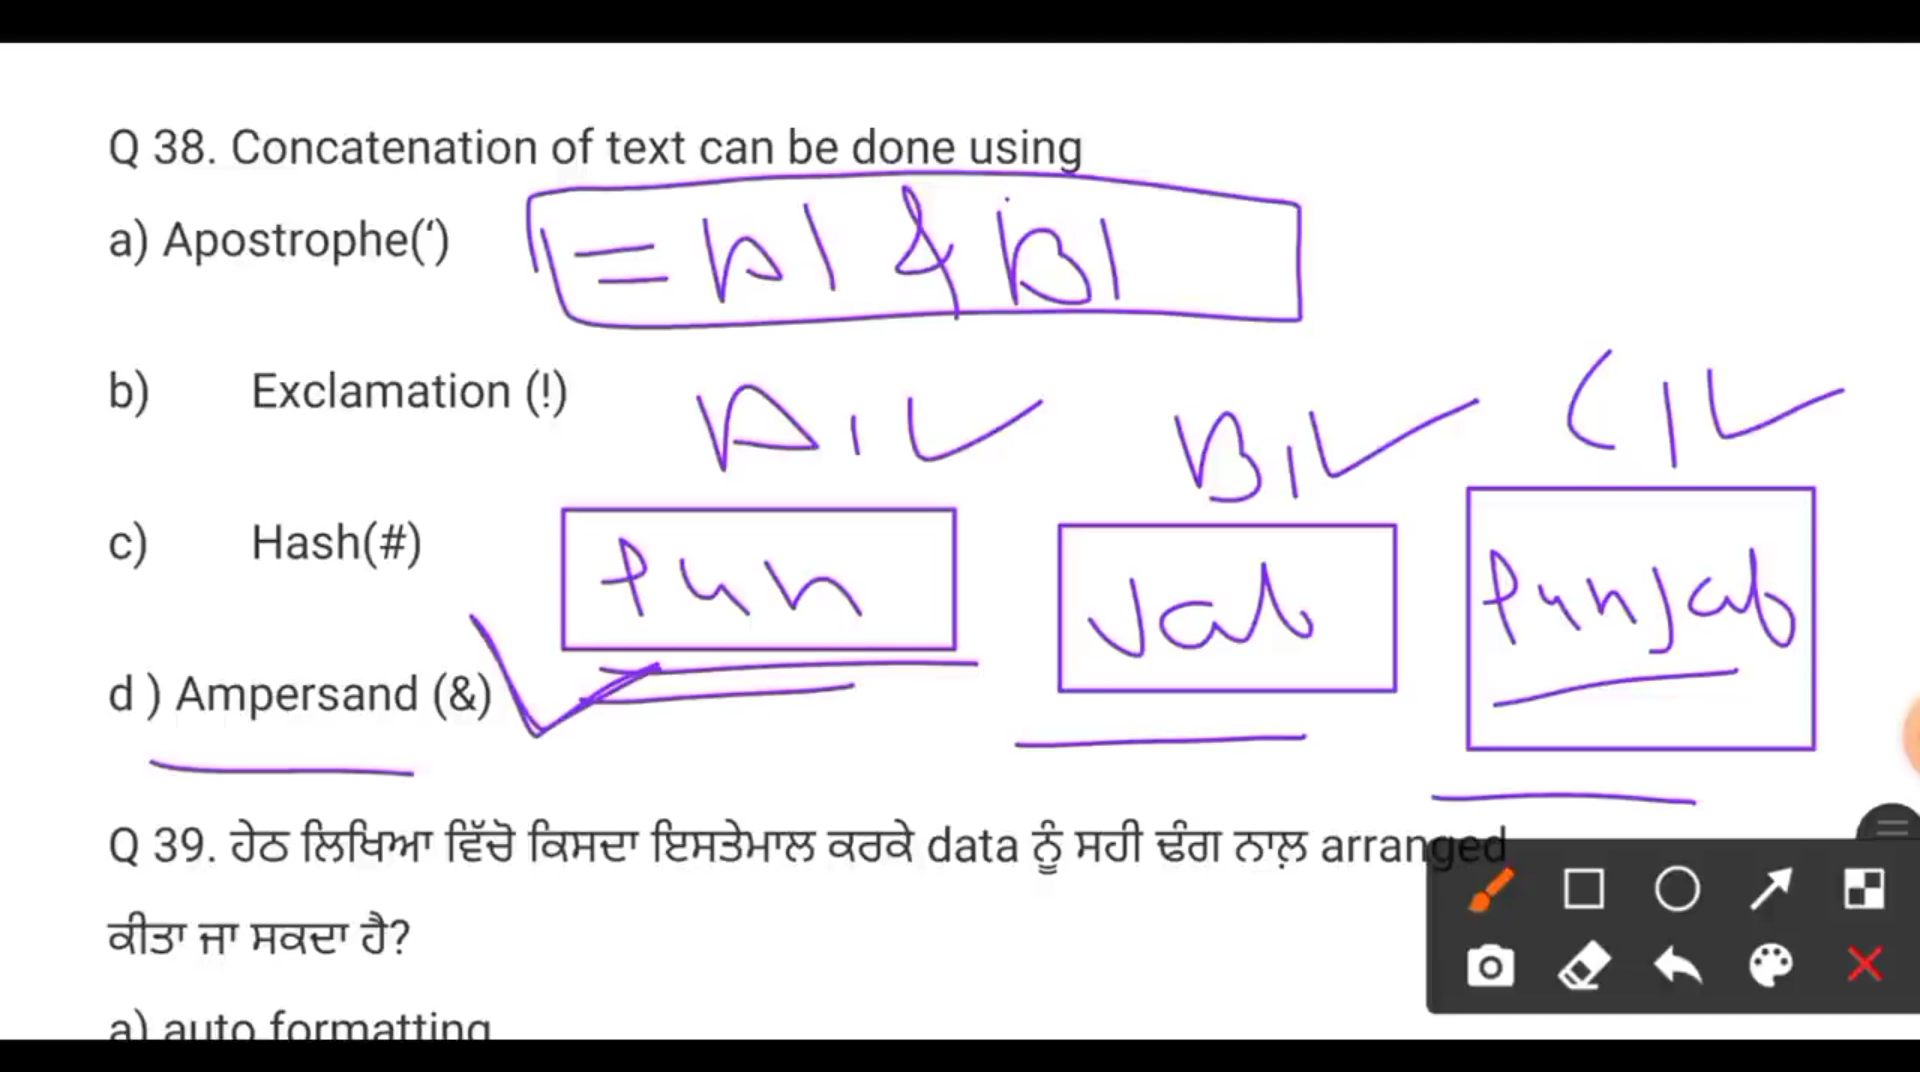 Q 38. Concatenation of text can be done using
a) Apostrophe(‘)
= A1 & B1
b) Exclamation (!)
A1 B1 C1
c) Hash(#)
Pun Jab Punjab
d ) Ampersand (&)
Q 39. ਹੇਠ ਲਿਖਿਆ ਵਿੱਚੋ ਕਿਸਦਾ ਇਸਤੇਮਾਲ ਕਰਕੇ data ਨੂੰ ਸਹੀ ਢੰਗ ਨਾਲ਼ arranged
ਕੀਤਾ ਜਾ ਸਕਦਾ ਹੈ?
a) auto formatting